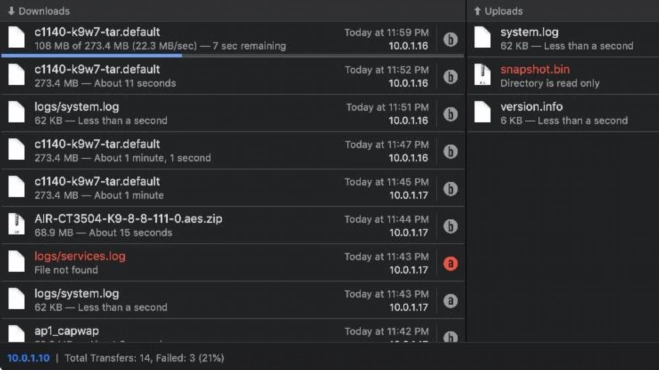 Downloads
c1140-k9w7-tar.default
Today at 11:59 PM
108 MB of 273.4 MB (22.3 MB/sec) — 7 sec remaining
10.0.1.16
b
c1140-k9w7-tar.default
Today at 11:52 PM
273.4 MB — About 11 seconds
10.0.1.16
b
logs/system.log
Today at 11:51 PM
62 KB — Less than a second
10.0.1.16
b
c1140-k9w7-tar.default
Today at 11:47 PM
273.4 MB — About 1 minute, 1 second
10.0.1.16
b
c1140-k9w7-tar.default
Today at 11:45 PM
273.4 MB — About 1 minute
10.0.1.17
b
AIR-CT3504-K9-8-8-111-0.aes.zip
Today at 11:44 PM
68.9 MB — About 15 seconds
10.0.1.17
b
logs/services.log
Today at 11:43 PM
File not found
10.0.1.17
a
logs/system.log
Today at 11:43 PM
62 KB — Less than a second
10.0.1.17
a
ap1_capwap
Today at 11:42 PM
b
Uploads
system.log
62 KB — Less than a second
snapshot.bin
Directory is read only
version.info
6 KB — Less than a second
10.0.1.10 | Total Transfers: 14, Failed: 3 (21%)